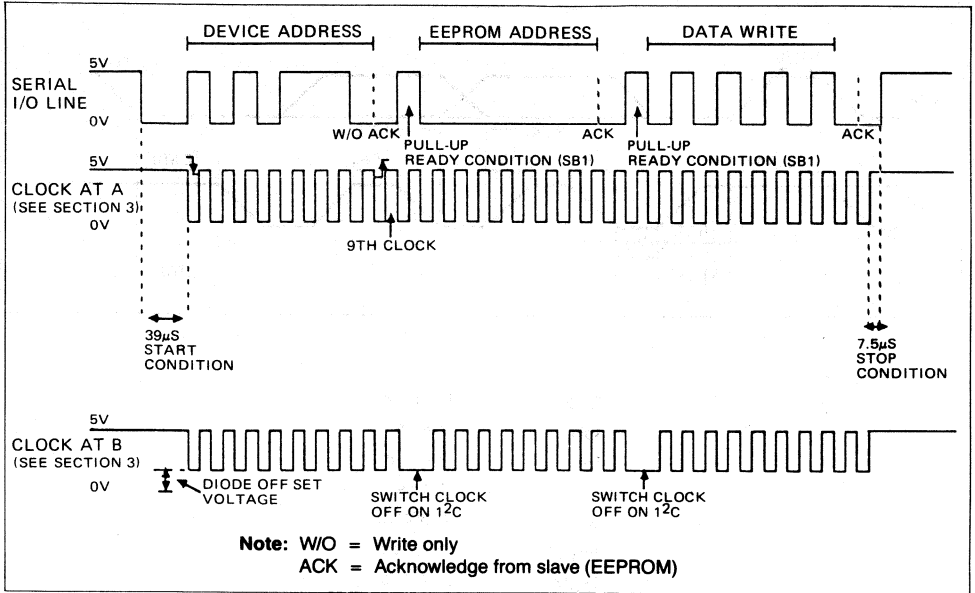 DEVICE ADDRESS
EEPROM ADDRESS
DATA WRITE
5V
SERIAL
I/O LINE
0V
W/O ACK
ACK
ACK
PULL-UP
READY CONDITION (SB1)
PULL-UP
READY CONDITION (SB1)
5V
CLOCK AT A
(SEE SECTION 3)
0V
9TH CLOCK
39μS
START
CONDITION
7.5μS
STOP
CONDITION
5V
CLOCK AT B
(SEE SECTION 3)
0V
DIODE OFF SET
VOLTAGE
SWITCH CLOCK
OFF ON 1²C
SWITCH CLOCK
OFF ON 1²C
Note: W/O = Write only
ACK = Acknowledge from slave (EEPROM)